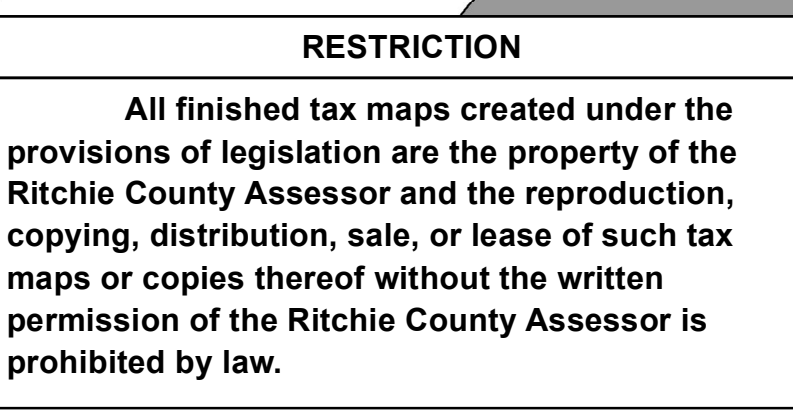 RESTRICTION
All finished tax maps created under the
provisions of legislation are the property of the
Ritchie County Assessor and the reproduction,
copying, distribution, sale, or lease of such tax
maps or copies thereof without the written
permission of the Ritchie County Assessor is
prohibited by law.